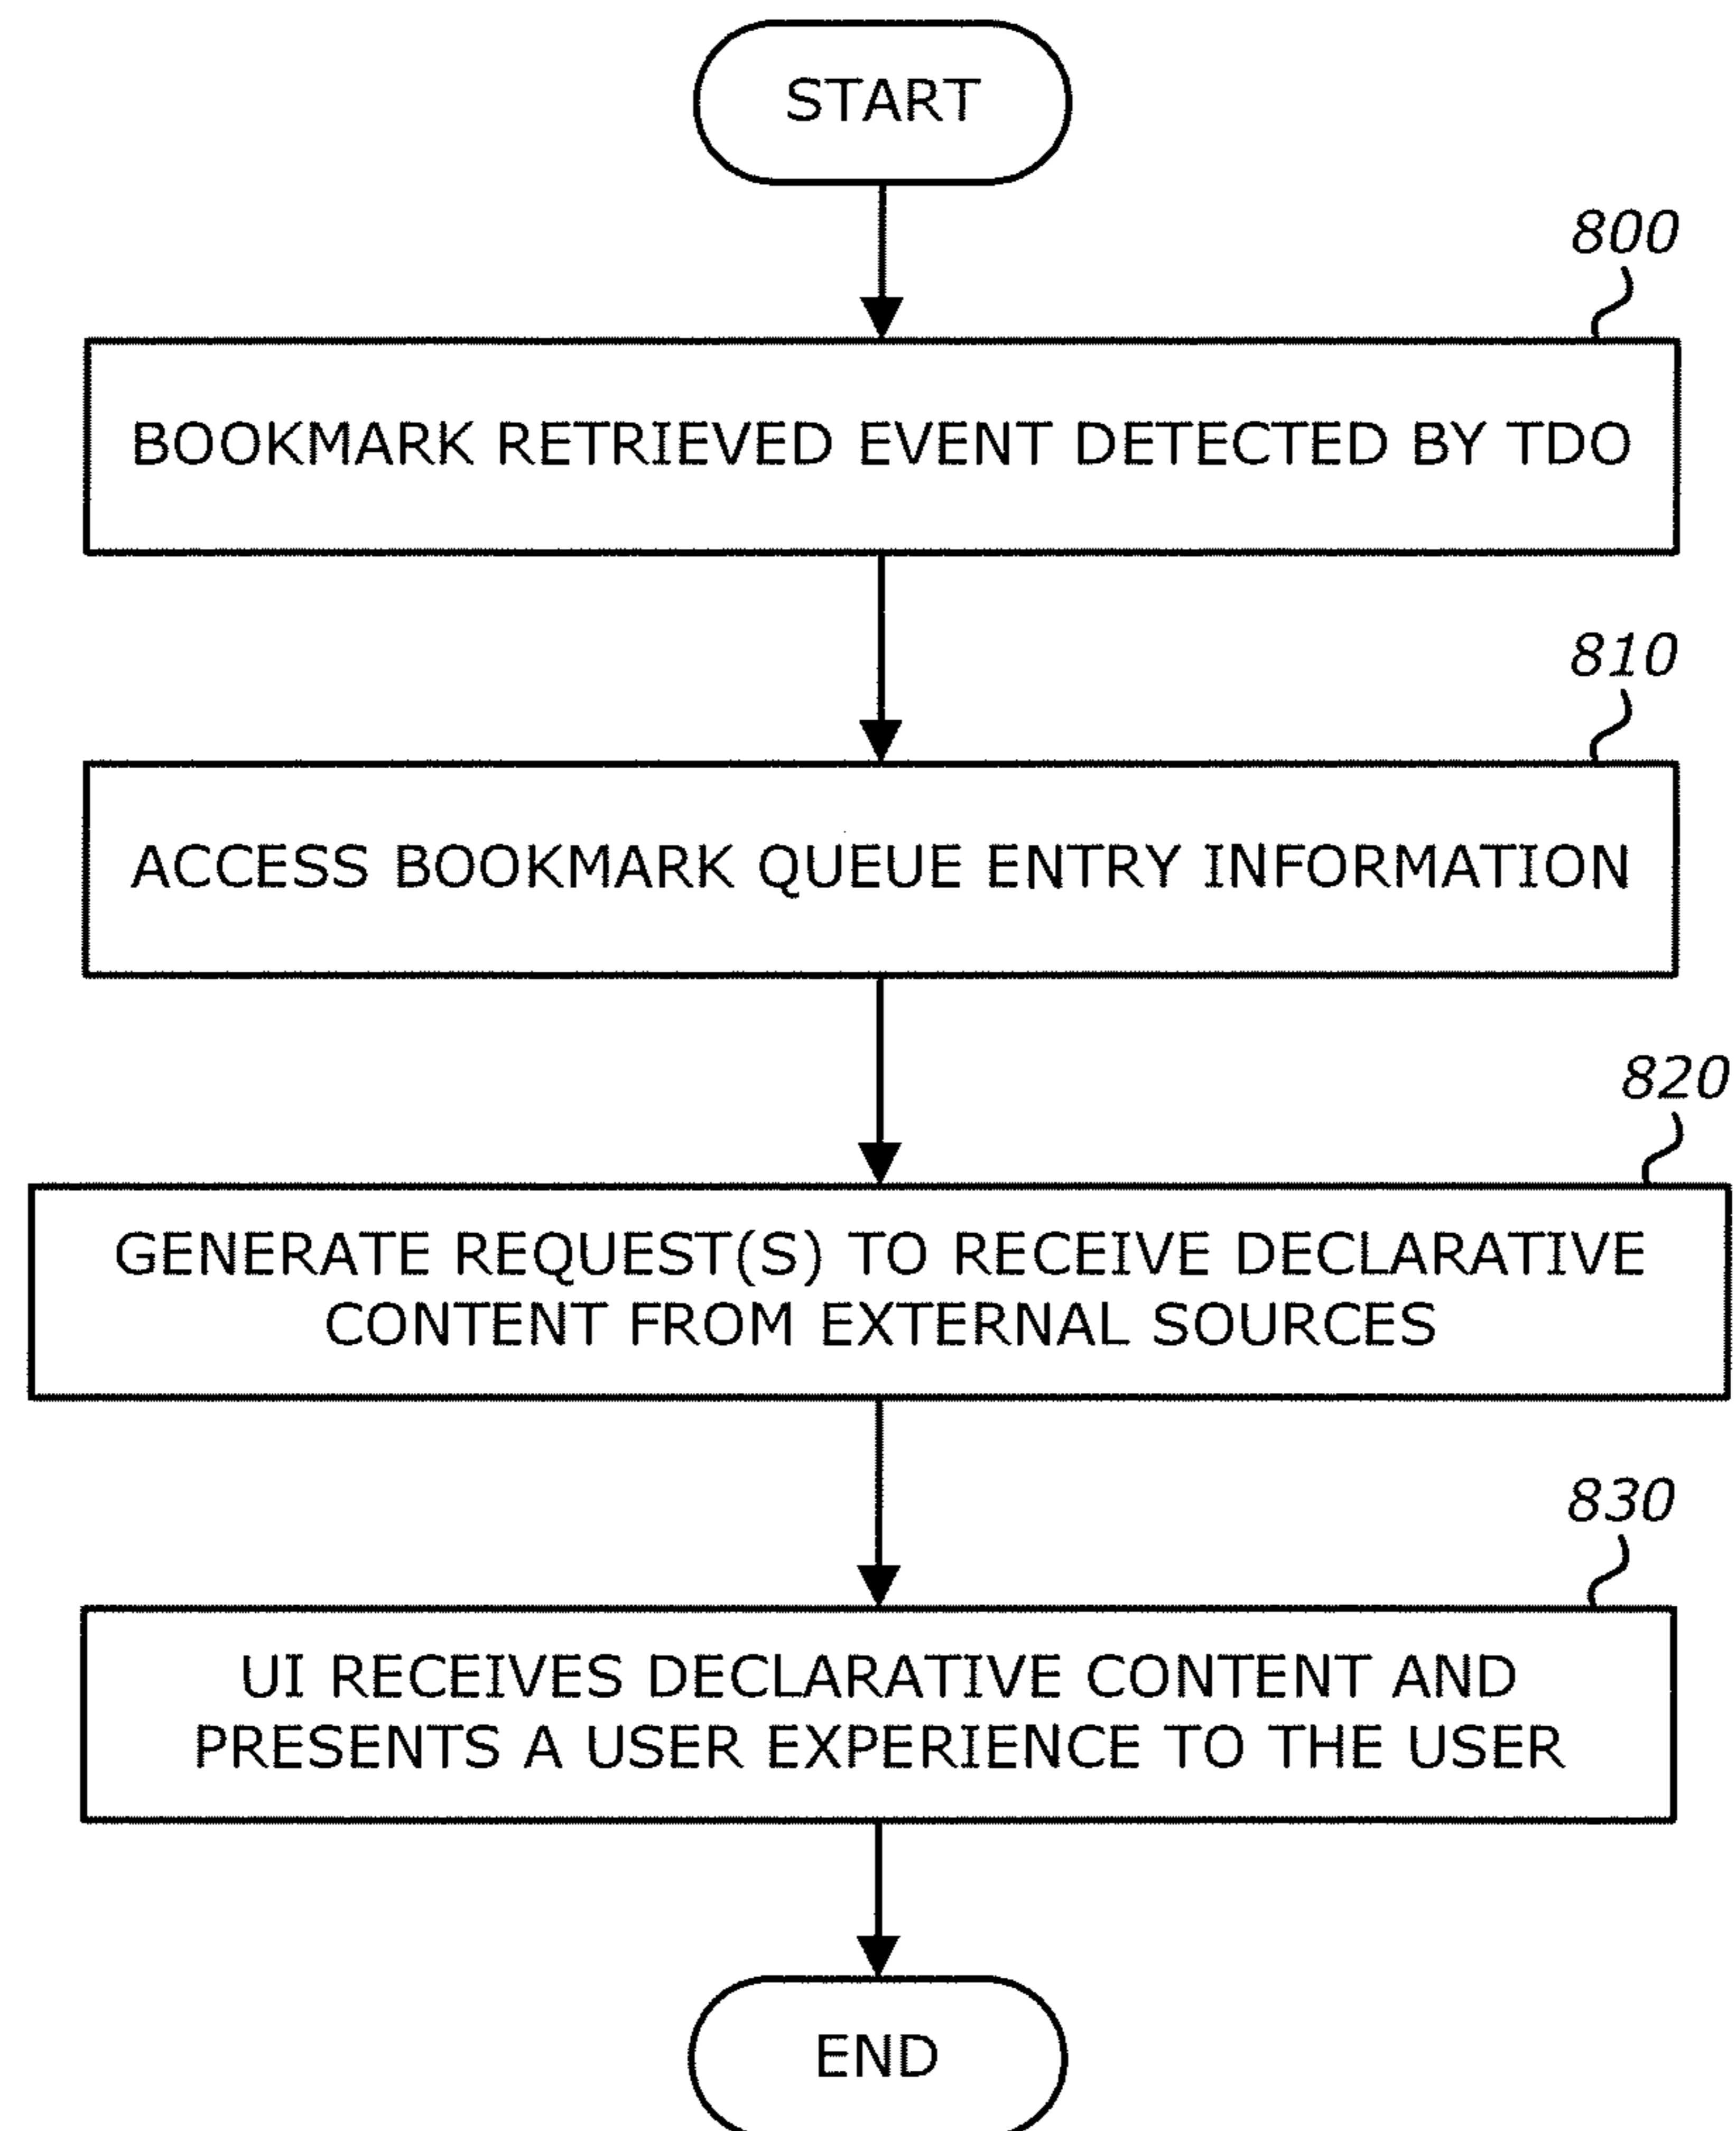 START
800
BOOKMARK RETRIEVED EVENT DETECTED BY TDO
810
ACCESS BOOKMARK QUEUE ENTRY INFORMATION
820
GENERATE REQUEST(S) TO RECEIVE DECLARATIVE
CONTENT FROM EXTERNAL SOURCES
830
UI RECEIVES DECLARATIVE CONTENT AND
PRESENTS A USER EXPERIENCE TO THE USER
END